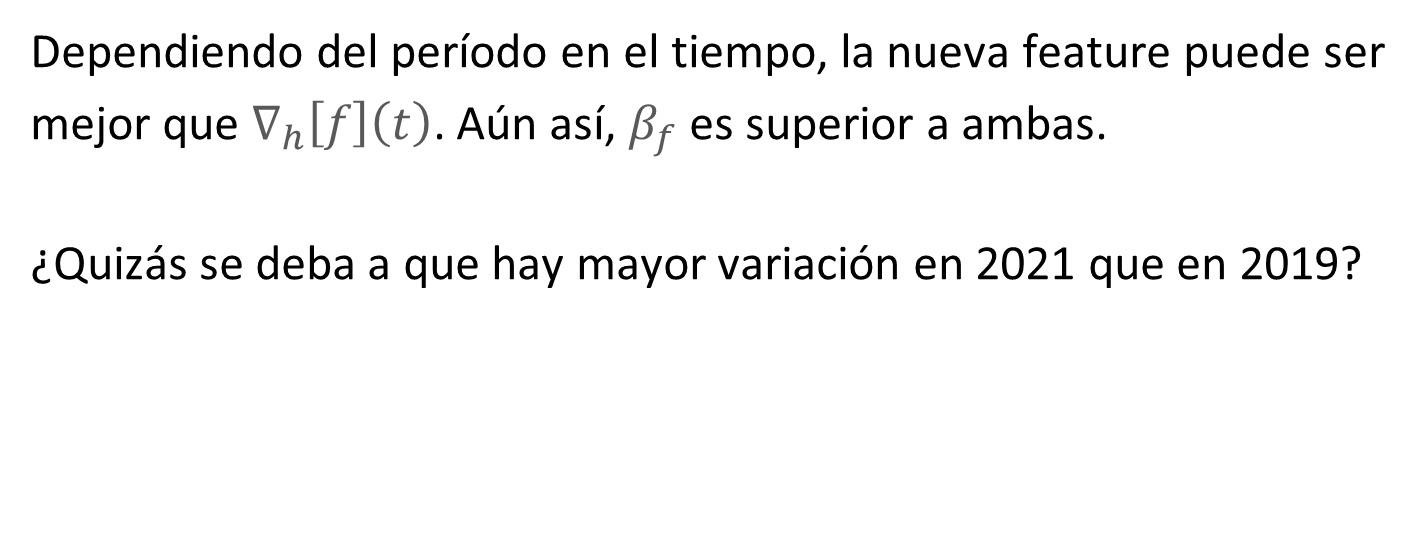 Dependiendo del período en el tiempo, la nueva feature puede ser
mejor que ∇ₕ[f](t). Aún así, β_f es superior a ambas.
¿Quizás se deba a que hay mayor variación en 2021 que en 2019?